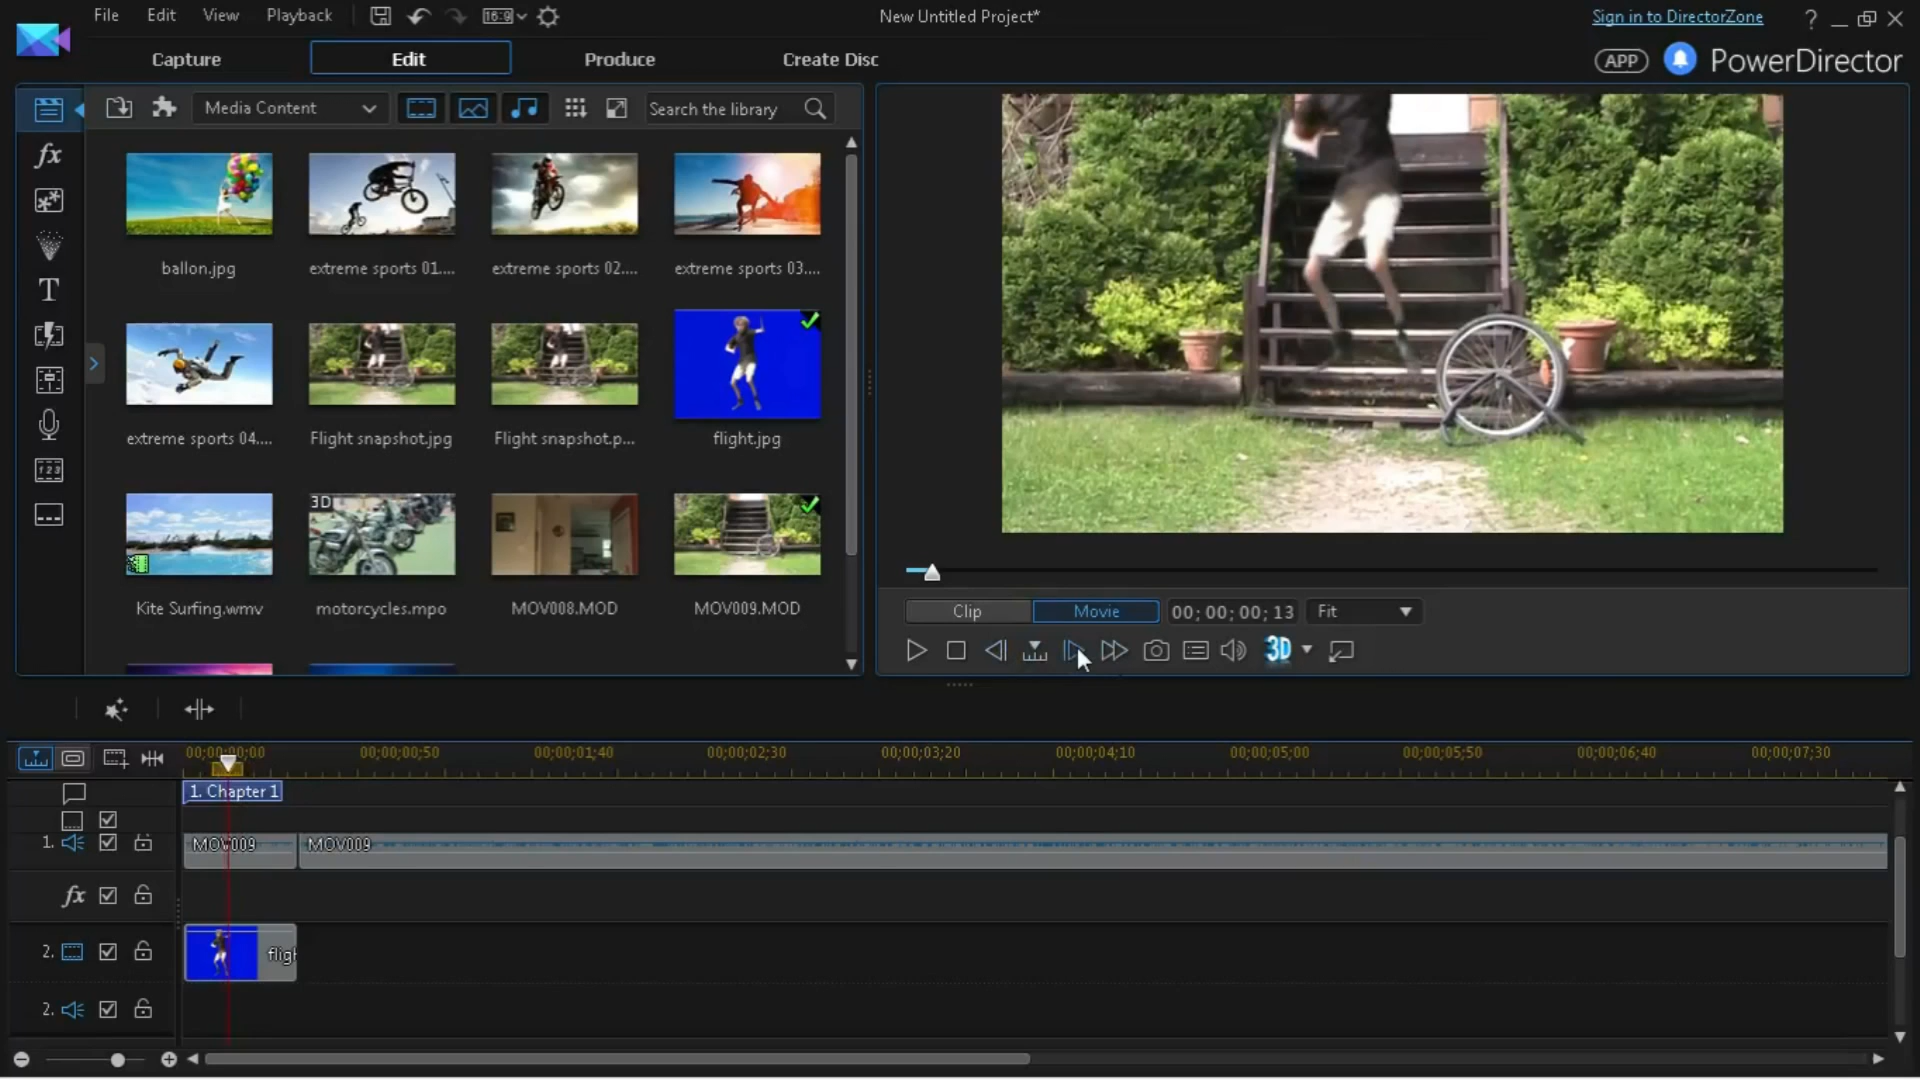 File Edit View Playback 16:9 New Untitled Project* Sign in to DirectorZone ?
Capture Edit Produce Create Disc APP PowerDirector
Media Content Search the library
fx
T
ballon.jpg extreme sports 01.... extreme sports 02.... extreme sports 03....
extreme sports 04.... Flight snapshot.jpg Flight snapshot.p... flight.jpg
3D
Kite Surfing.wmv motorcycles.mpo MOV008.MOD MOV009.MOD
123
Clip Movie 00; 00; 00; 13 Fit
3D
00;00;00;00 00;00;00;50 00;00;01;40 00;00;02;30 00;00;03;20 00;00;04;10 00;00;05;00 00;00;05;50 00;00;06;40 00;00;07;30
1. Chapter 1
1. MOV009 MOV009
fx
2. fligh
2.